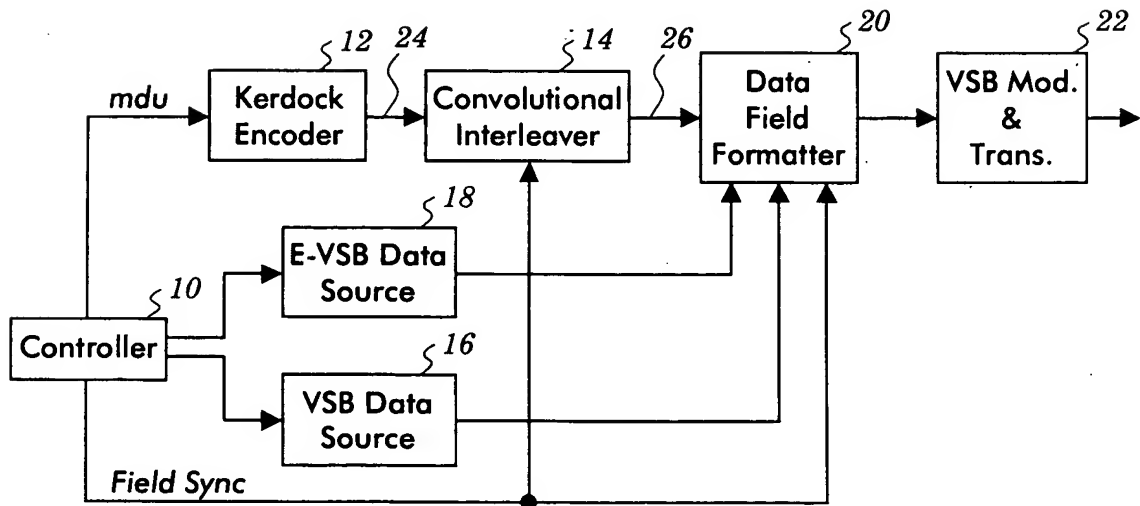 12
24
14
26
20
22
mdu
Kerdock
Encoder
Convolutional
Interleaver
Data
Field
Formatter
VSB Mod.
&
Trans.
18
E-VSB Data
Source
10
Controller
16
VSB Data
Source
Field Sync